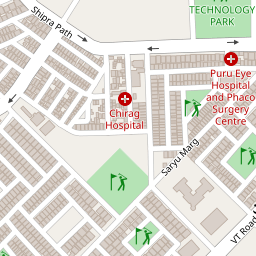 TECHNOLOGY
PARK
Shipra Path
Puru Eye
Hospital
and Phaco
Surgery
Centre
Chirag
Hospital
Saryu Marg
VT Road